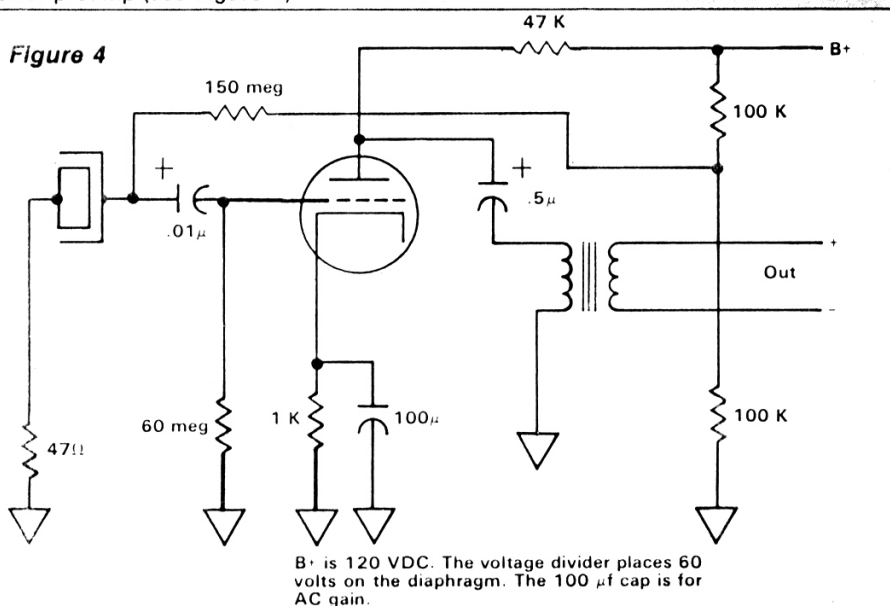 Figure 4
47 K
B+
150 meg
100 K
+
+
.01µ
.5µ
+
Out
-
60 meg
1 K
100µ
100 K
47Ω
B+ is 120 VDC. The voltage divider places 60
volts on the diaphragm. The 100 µf cap is for
AC gain.